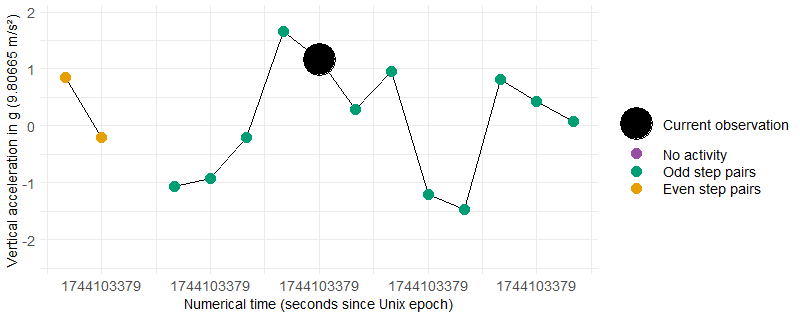 Vertical acceleration in g (9.80665 m/s²)
2
1
0
-1
-2
1744103379 1744103379 1744103379 1744103379 1744103379
Numerical time (seconds since Unix epoch)
Current observation
No activity
Odd step pairs
Even step pairs